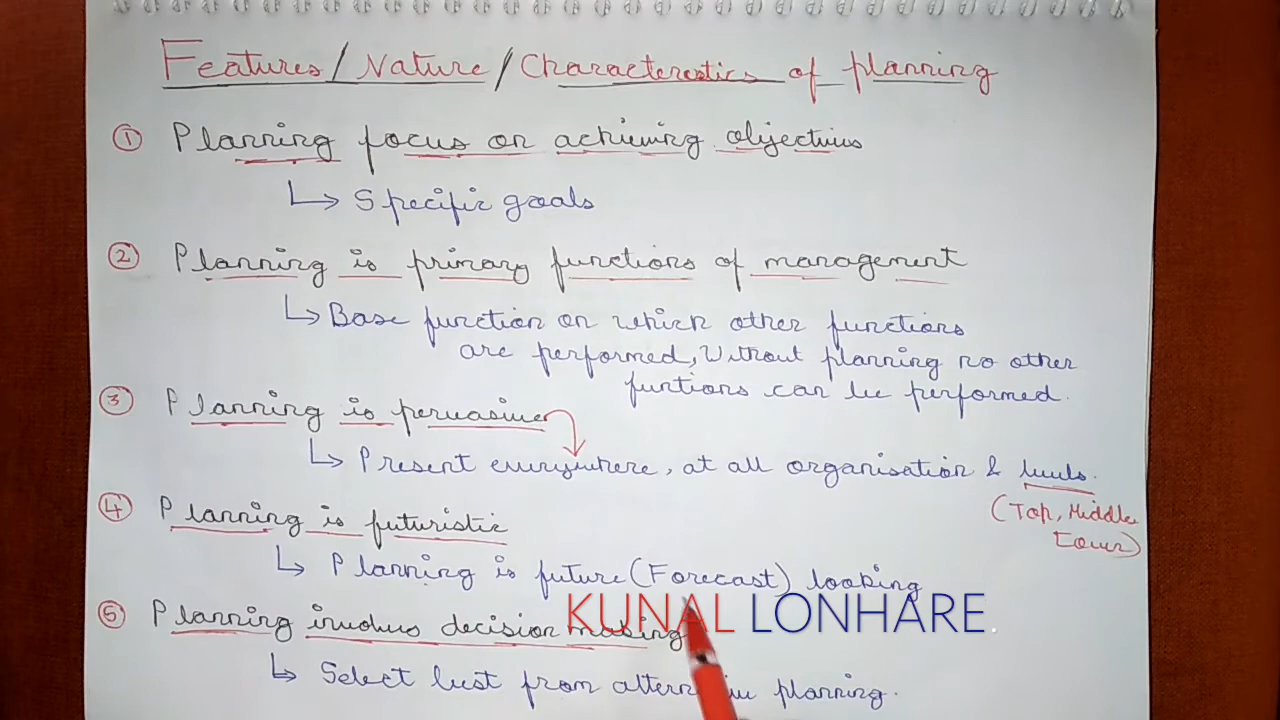 Features / Nature / Characterestics of planning
① Planning focus on achieving objectives
↳ Specific goals
② Planning is primary functions of management
↳ Base function on which other functions
are performed, Without planning no other
funtions can be performed.
③ Planning is pervasive
↳ Present everywhere, at all organisation & levels.
(Top, Middle
Lower)
④ Planning is futuristic
↳ Planning is future (Forecast) looking
KUNAL LONHARE.
⑤ Planning involves decision making
↳ Select best from planning.